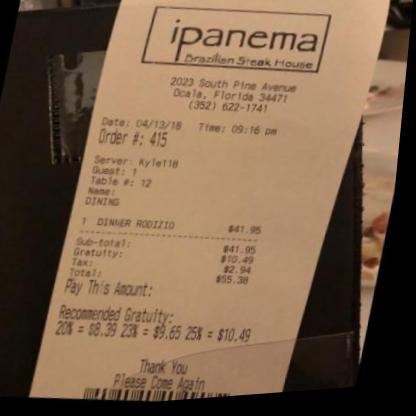 ipanema
Brazilian Steak House
2023 South Pine Avenue
Ocala, Florida 34471
(352) 622-1741
Date: 04/13/18 Time: 09:16 pm
Order #: 415
Server: Kyle118
Guest: 1
Table #: 12
Name:
DINING
1 DINNER RODIZIO $41.95
Sub-total: $41.95
Gratuity: $10.49
Tax: $2.94
Total: $55.38
Pay This Amount:
Recommended Gratuity:
20% = $8.39 23% = $9.65 25% = $10.49
Thank You
Please Come Again